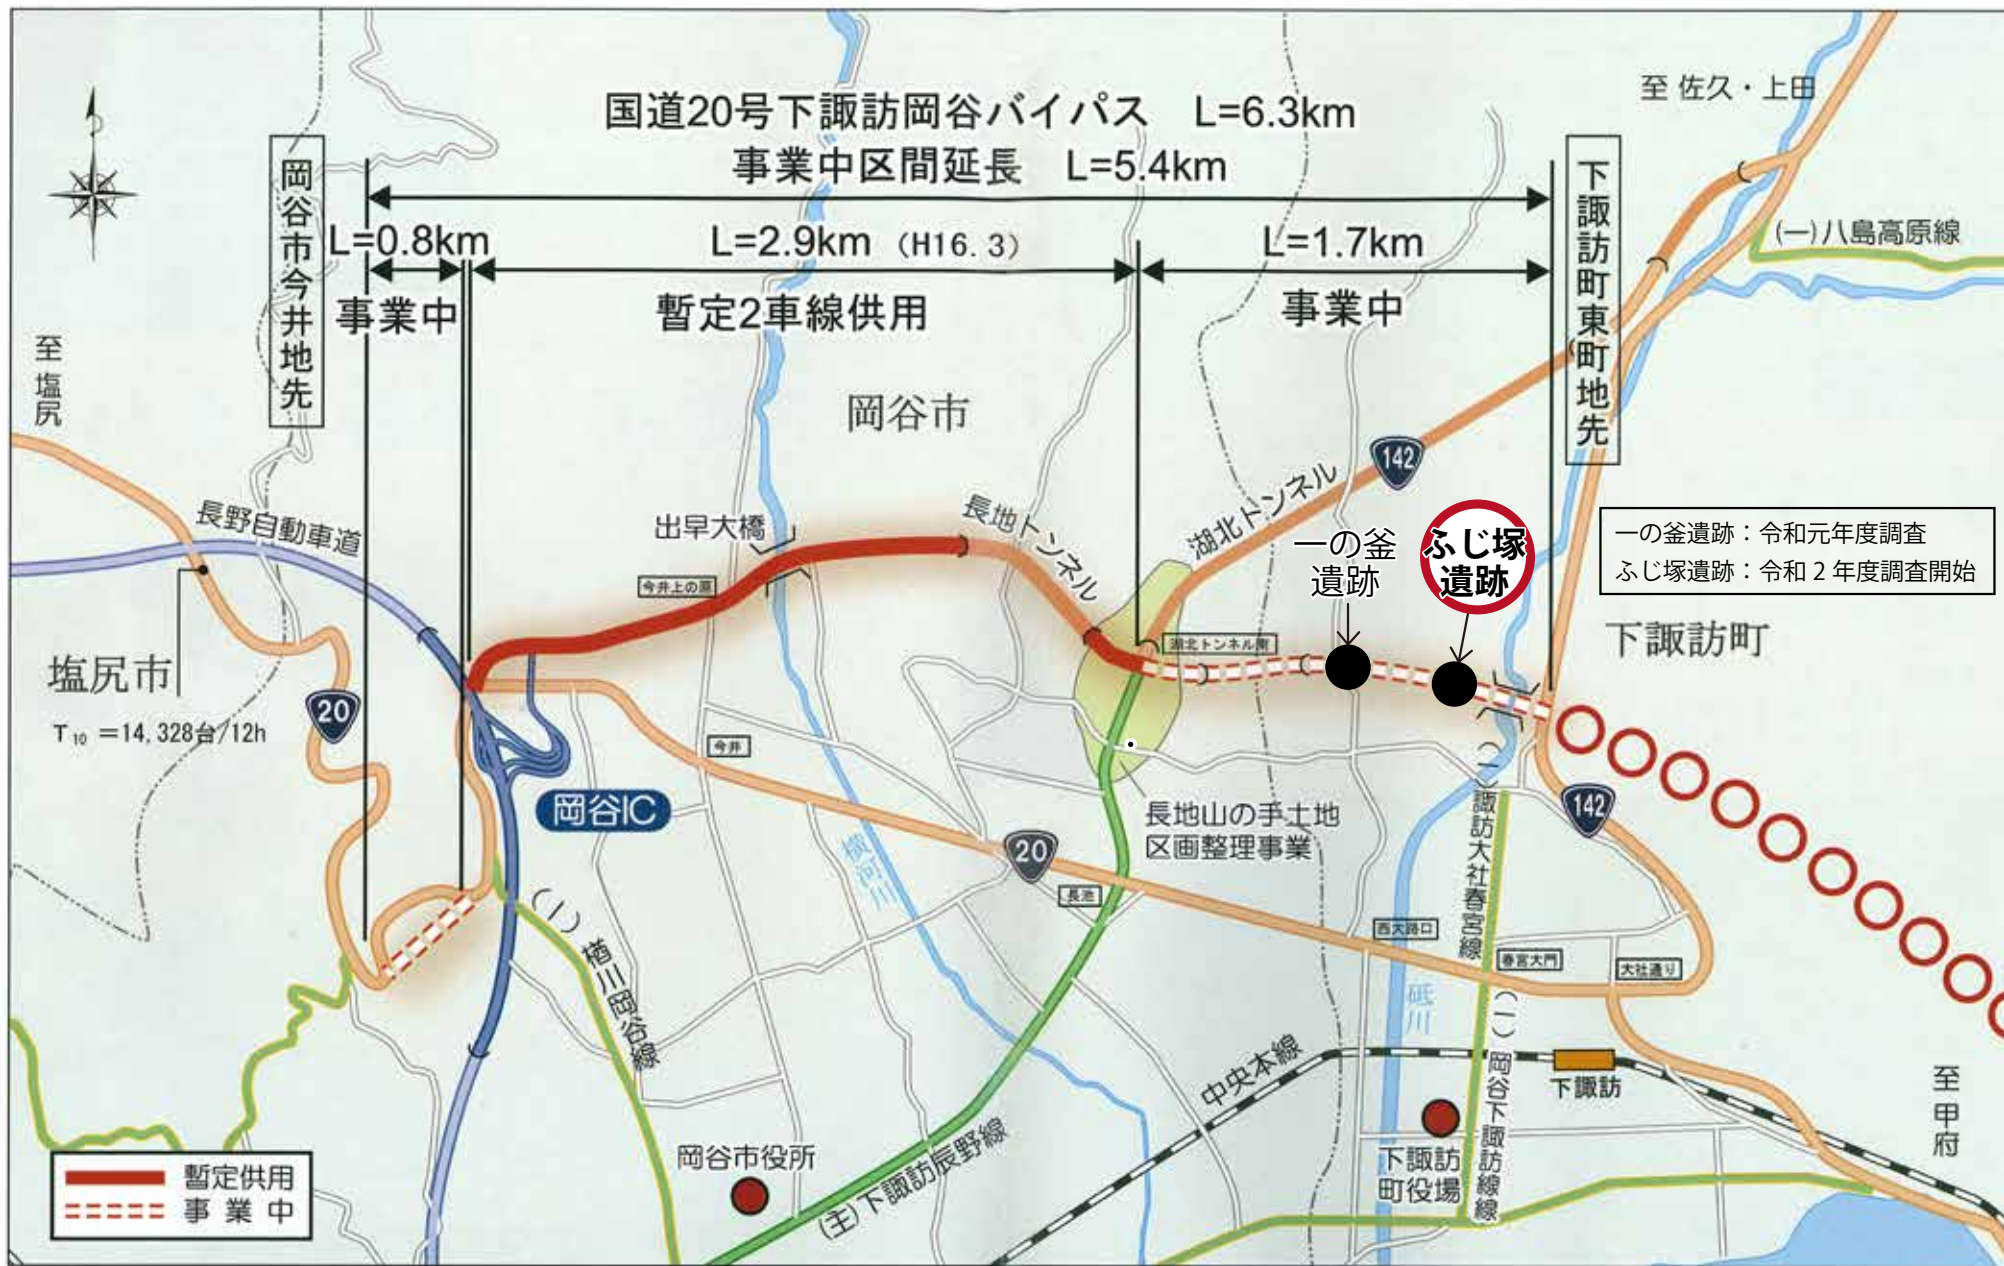 国道20号下諏訪岡谷バイパス L=6.3km
事業中区間延長 L=5.4km
至 佐久・上田
岡谷市今井地先
L=0.8km
事業中
L=2.9km (H16.3)
暫定2車線供用
L=1.7km
事業中
下諏訪町東町地先
(一)八島高原線
至塩尻
岡谷市
142
長野自動車道
出早大橋
長地トンネル
湖北トンネル
一の釜
遺跡
ふじ塚
遺跡
一の釜遺跡:令和元年度調査
ふじ塚遺跡:令和2年度調査開始
今井上の原
湖北トンネル南
下諏訪町
塩尻市
T10 =14,328台/12h
20
今井
岡谷IC
長地山の手土地
区画整理事業
142
横河川
20
長池
(一)諏訪大社春宮線
西大路口
春宮大門
大社通り
(一)楢川岡谷線
砥川
(一)岡谷下諏訪線線
中央本線
下諏訪
至甲府
岡谷市役所
(主)下諏訪辰野線
下諏訪
町役場
暫定供用
事業中